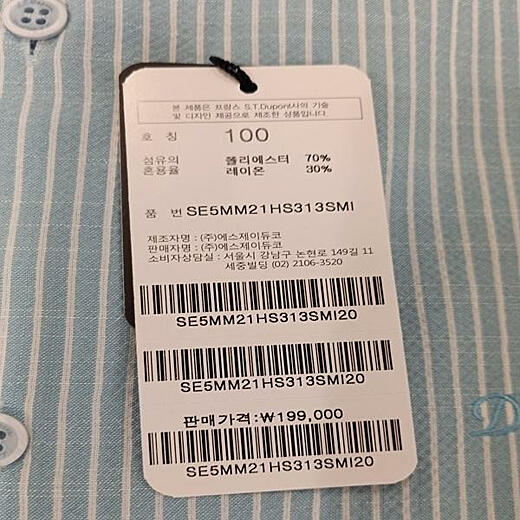 본 제품은 프랑스 S.T.Dupont사의 기술
및 디자인 제공으로 제조한 상품입니다.
호 칭 100
섬유의 폴리에스터 70%
혼용율 레이온 30%
품 번 SE5MM21HS313SMI
제조자명 : (주)에스제이듀코
판매자명 : (주)에스제이듀코
소비자상담실 : 서울시 강남구 논현로 149길 11
세중빌딩 (02) 2106-3520
SE5MM21HS313SMI20
SE5MM21HS313SMI20
판매가격:₩199,000
SE5MM21HS313SMI20
D